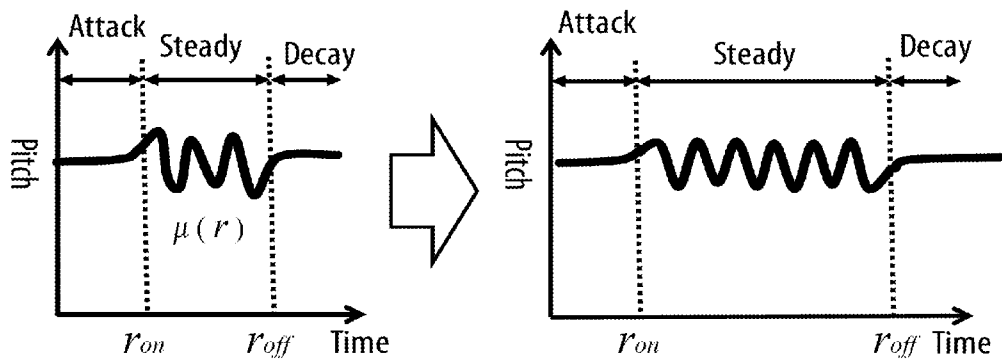 Attack
Steady
Decay
Pitch
μ(r)
r_on
r_off
Time
Attack
Steady
Decay
Pitch
r_on
r_off
Time